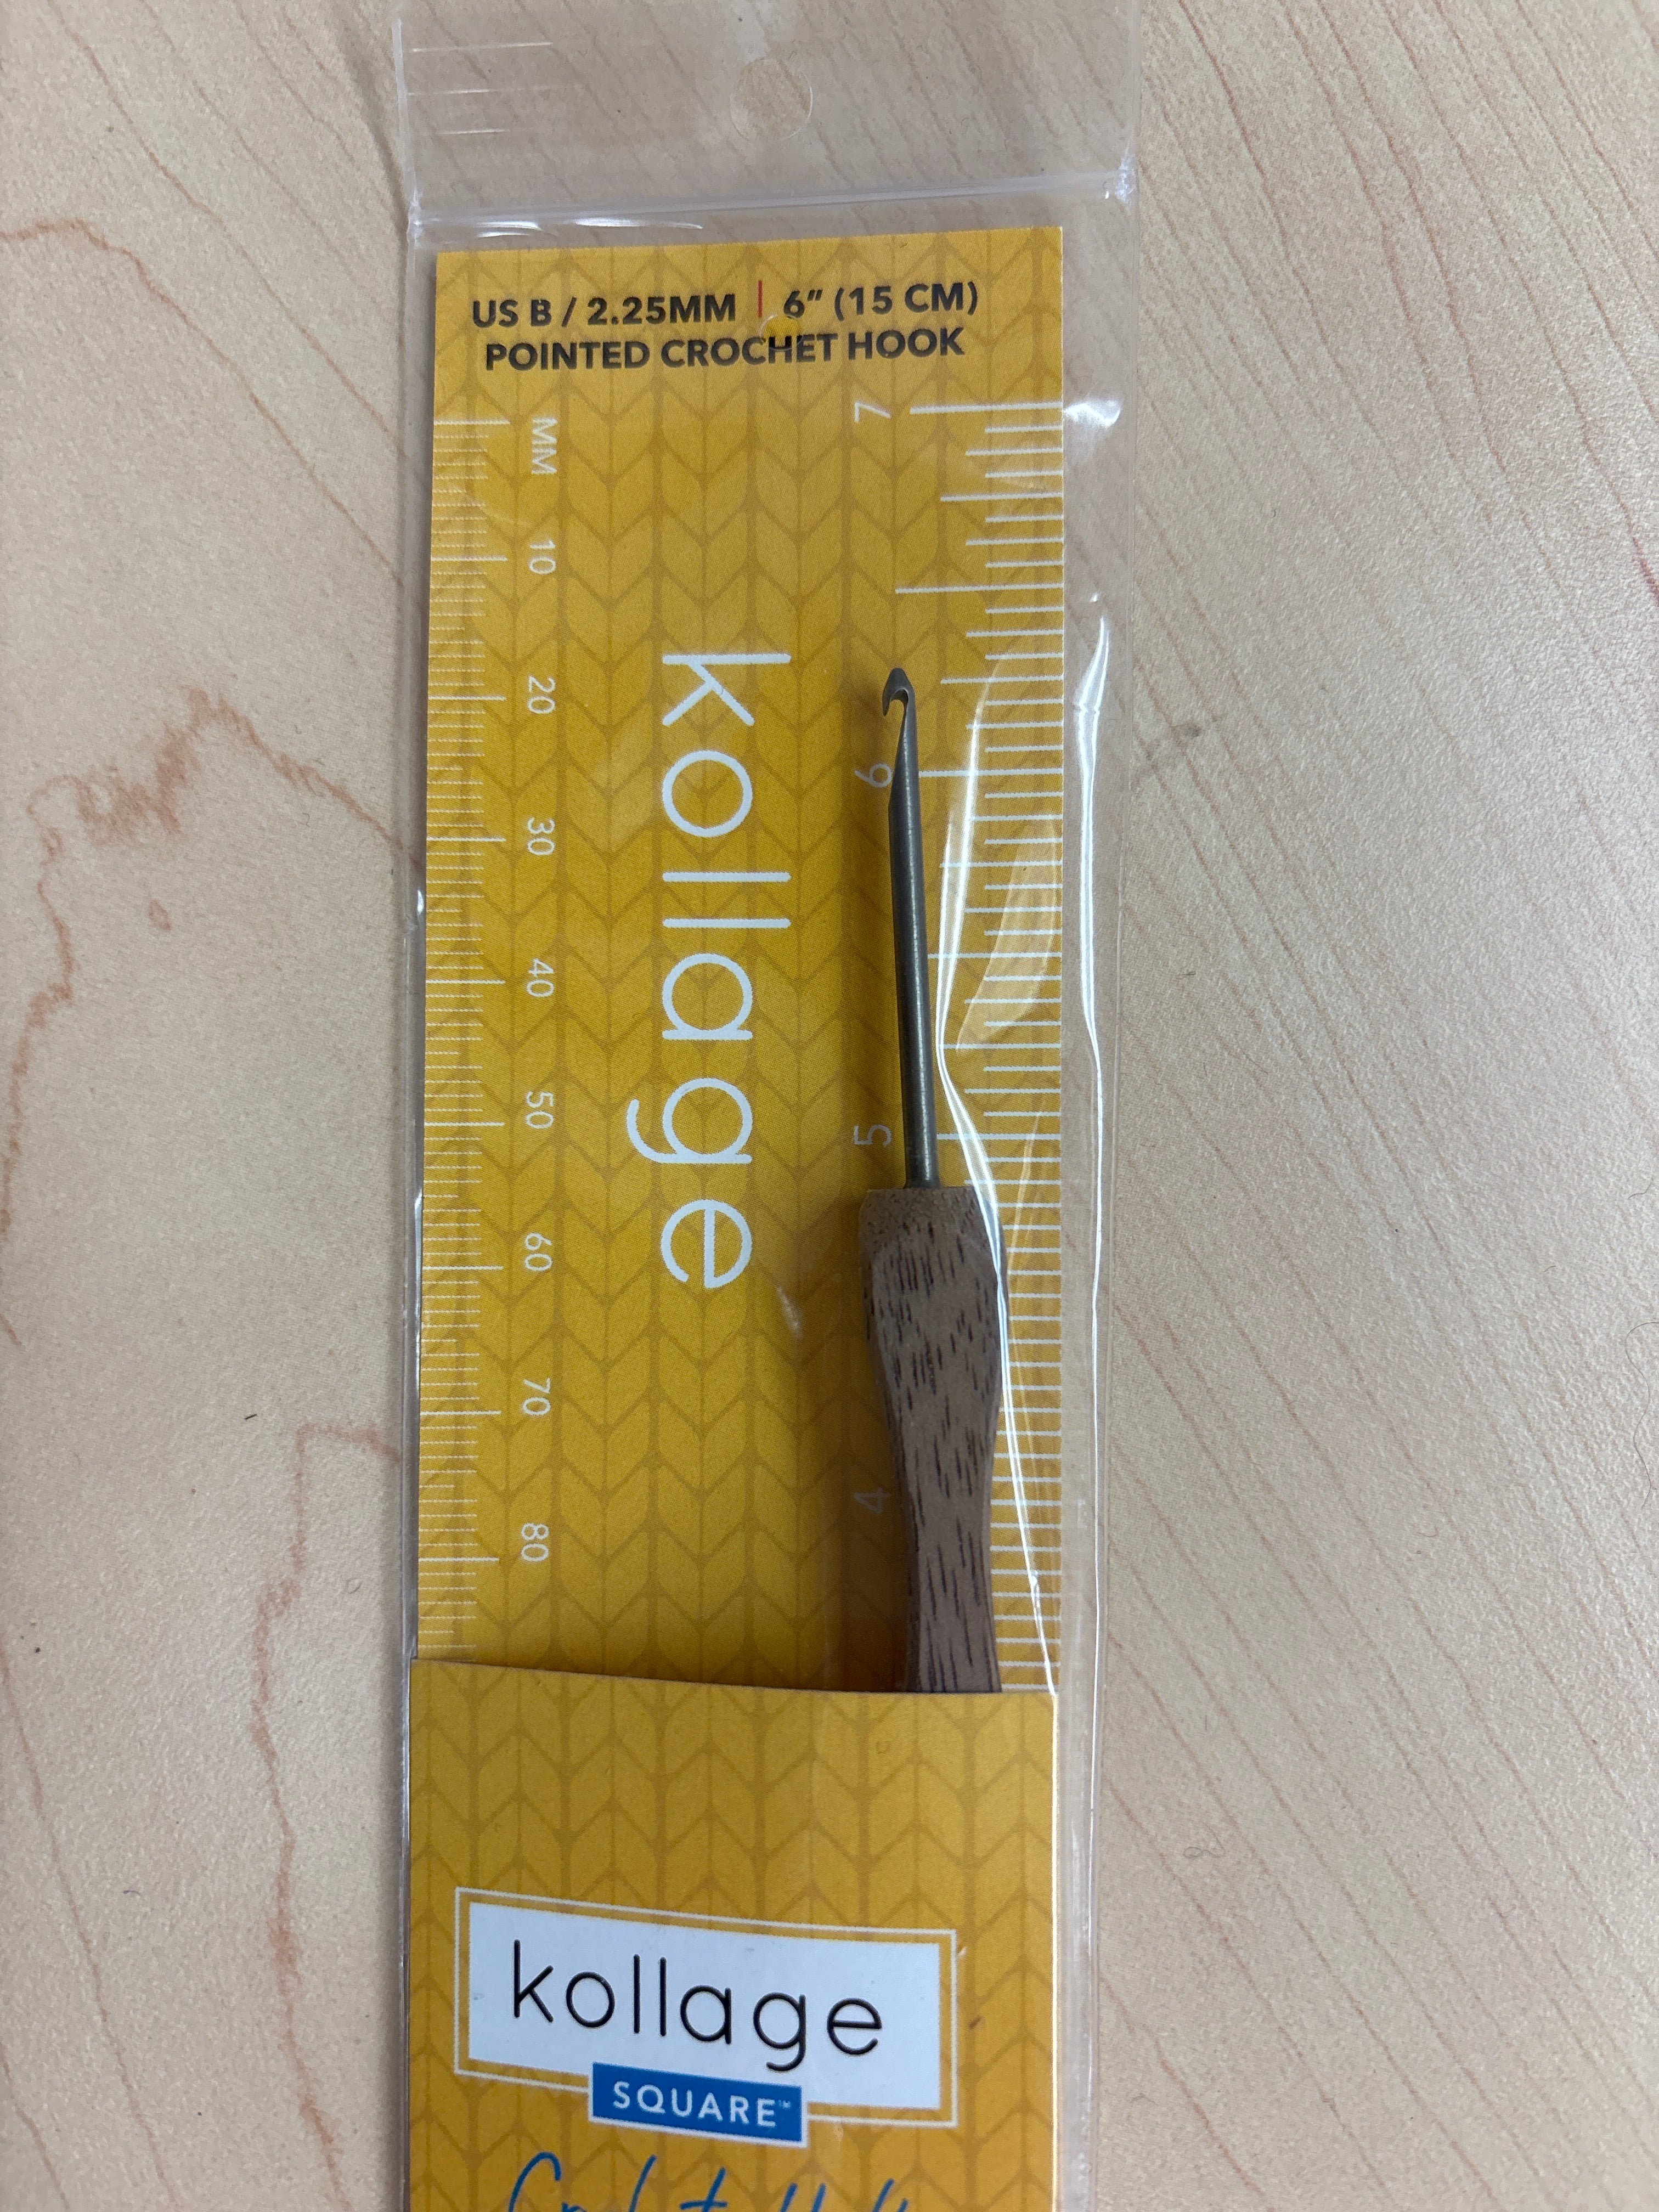 US B / 2.25MM | 6" (15 CM)
POINTED CROCHET HOOK
MM 10 20 30 40 50 60 70 80
kollage
7 6 5 4
kollage
SQUARE™